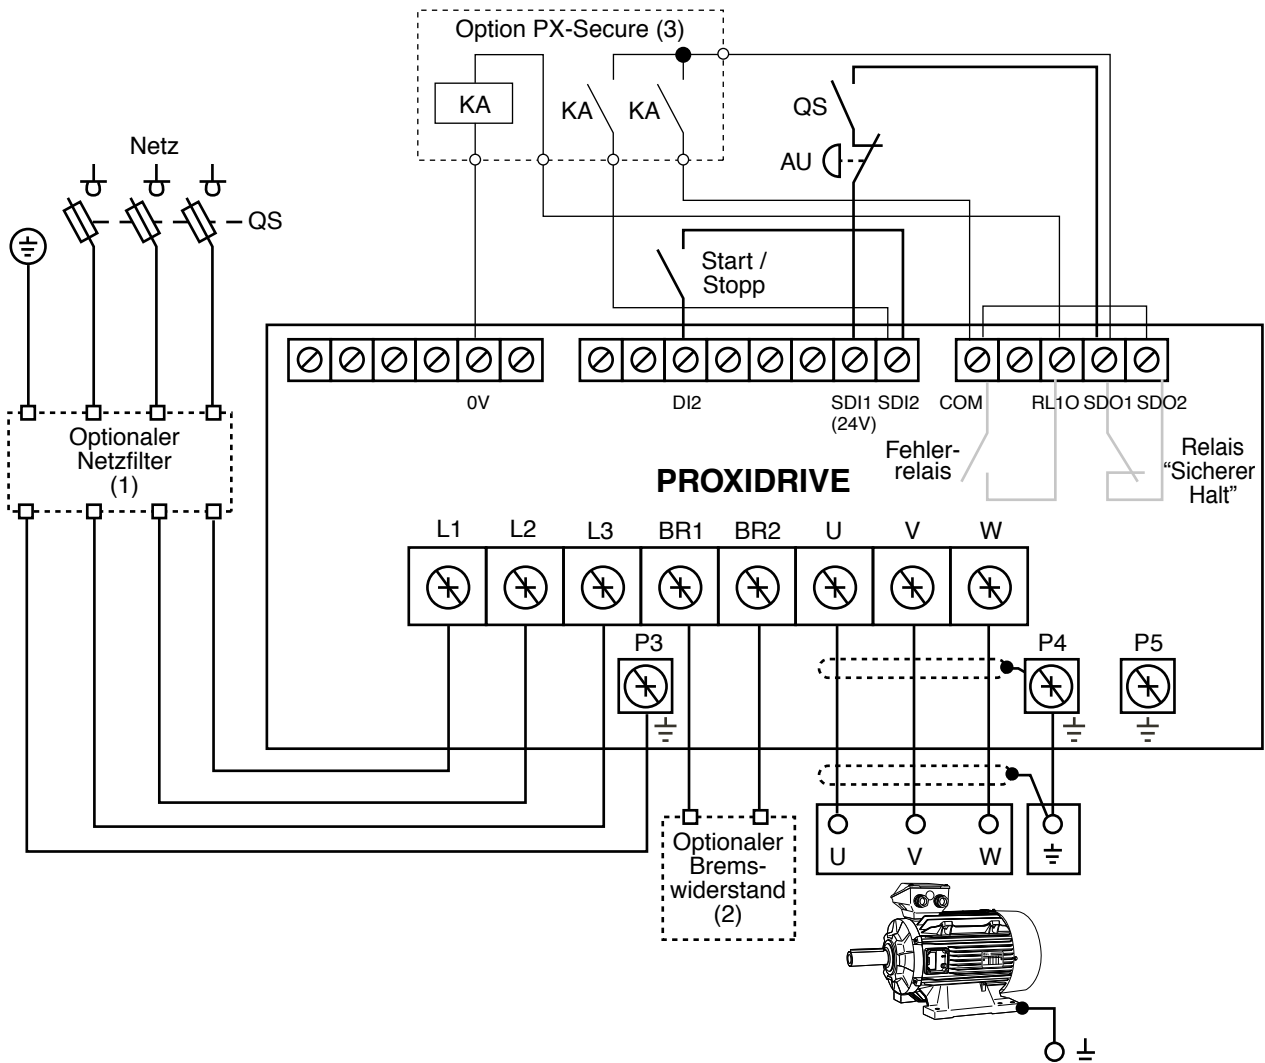 Option PX-Secure (3)
KA
KA
KA
QS
AU
Netz
QS
Start /
Stopp
0V
DI2
SDI1
(24V)
SDI2
COM
RL1O
SDO1
SDO2
Optionaler
Netzfilter
(1)
Fehler-
relais
Relais
“Sicherer
Halt”
PROXIDRIVE
L1
L2
L3
BR1
BR2
U
V
W
P3
P4
P5
Optionaler
Brems-
widerstand
(2)
U
V
W